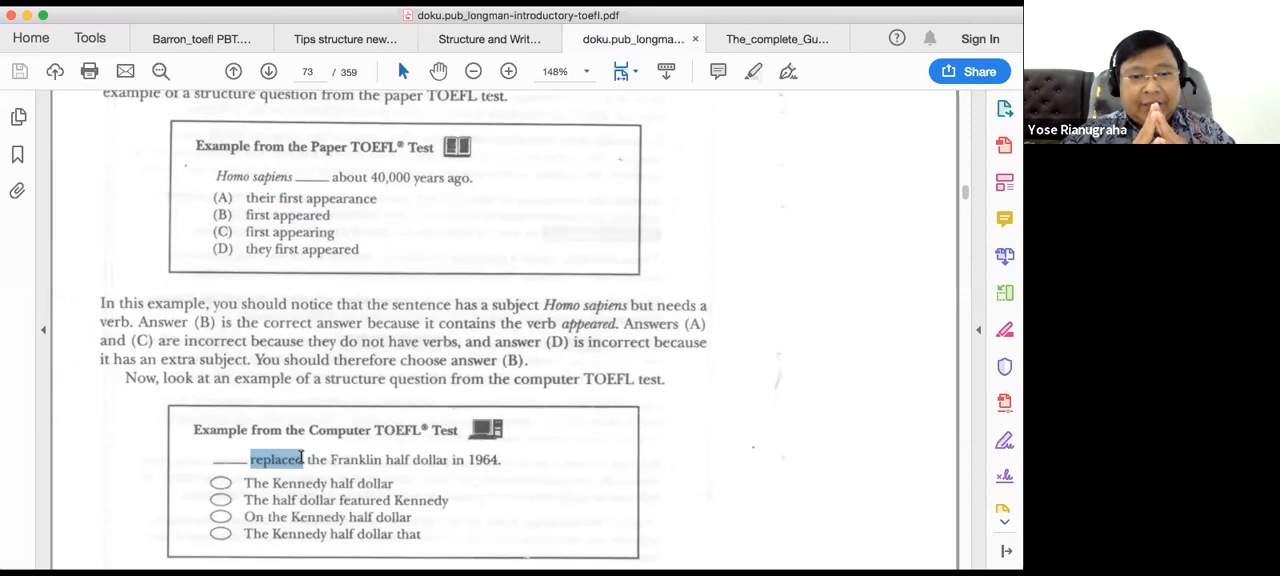 doku.pub_longman-introductory-toefl.pdf
Home Tools Barron_toefl PBT.... Tips structure new... Structure and Writ... doku.pub_longma... × The_complete_Gu... Sign In
73 / 359 148% Share
example of a structure question from the paper TOEFL test.
Example from the Paper TOEFL® Test
Homo sapiens ____ about 40,000 years ago.
(A) their first appearance
(B) first appeared
(C) first appearing
(D) they first appeared
In this example, you should notice that the sentence has a subject Homo sapiens but needs a
verb. Answer (B) is the correct answer because it contains the verb appeared. Answers (A)
and (C) are incorrect because they do not have verbs, and answer (D) is incorrect because
it has an extra subject. You should therefore choose answer (B).
Now, look at an example of a structure question from the computer TOEFL test.
Example from the Computer TOEFL® Test
____ replaced the Franklin half dollar in 1964.
The Kennedy half dollar
The half dollar featured Kennedy
On the Kennedy half dollar
The Kennedy half dollar that
Yose Rianugraha